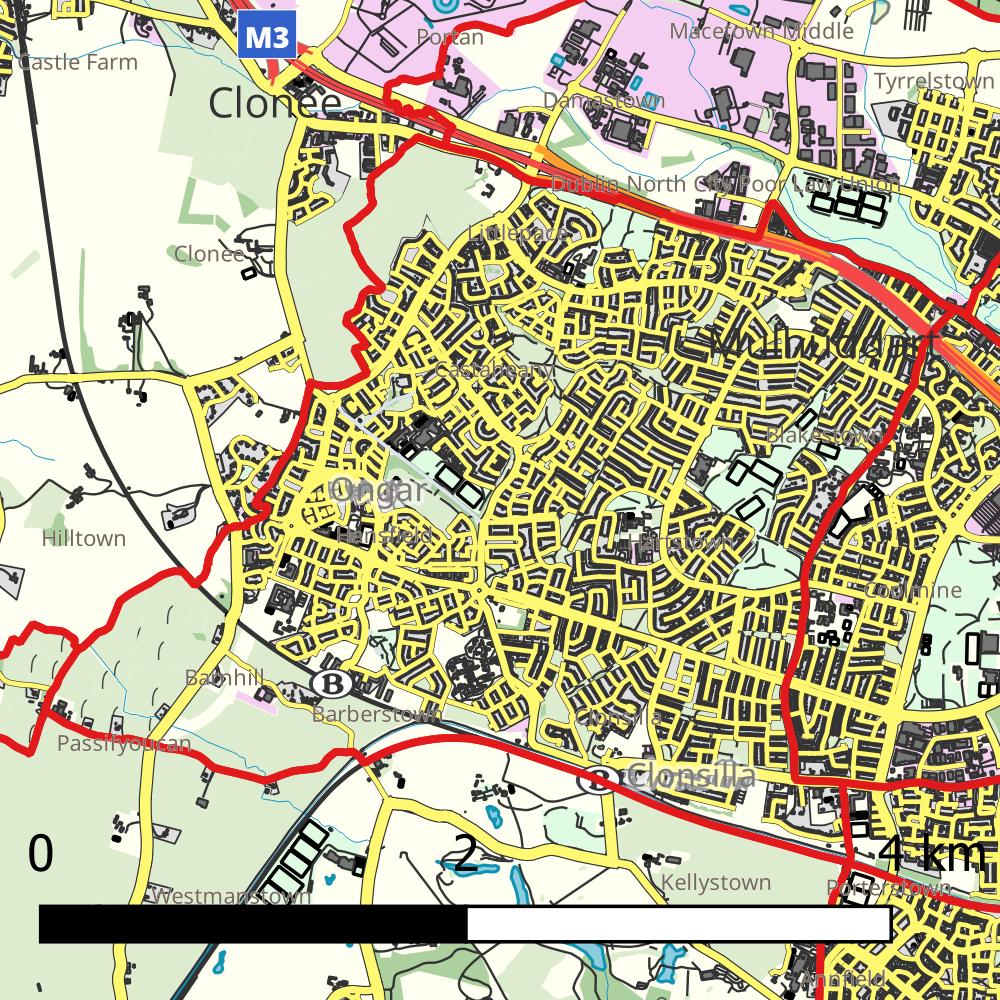 M3
Portan
Macetown Middle
Castle Farm
Tyrrelstown
Clonee
Damastown
Dublin North City Poor Law Union
Littlepace
Clonee
Mulhuddart
Castaheany
Blakestown
Ongar
Hansfield
Hartstown
Hilltown
Coolmine
Barnhill
B
Barberstown
Clonsilla
Passifyoucan
B
Clonsilla
0
2
4 km
Kellystown
Porterstown
Westmanstown
Annfield